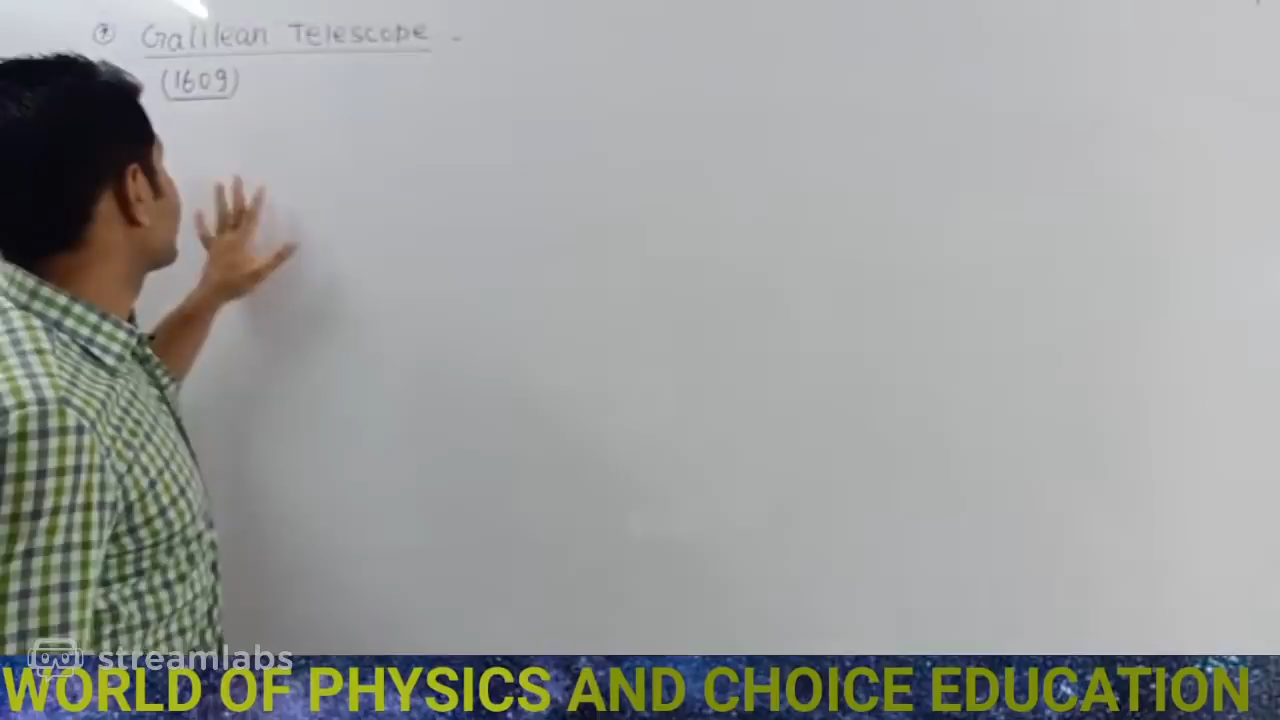 Galilean Telescope -
(1609)
streamlabs
WORLD OF PHYSICS AND CHOICE EDUCATION